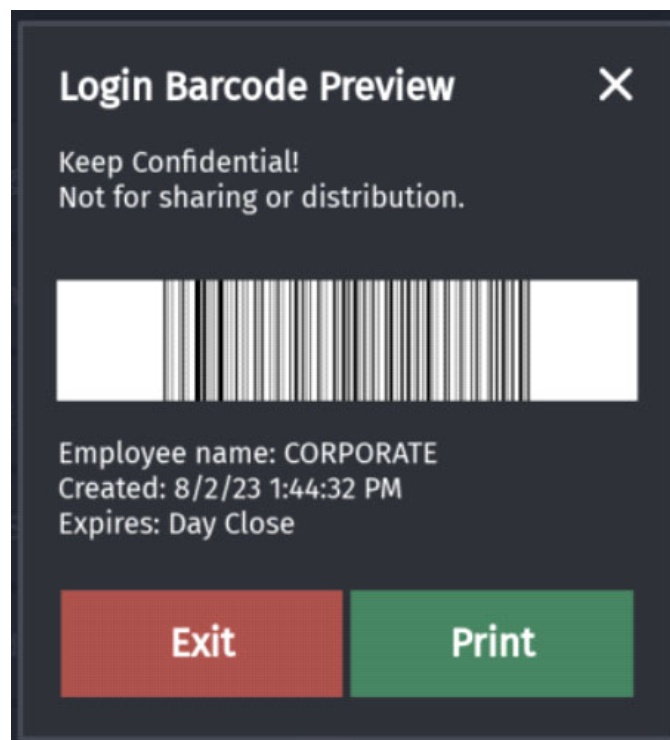 Login Barcode Preview
Keep Confidential!
Not for sharing or distribution.
Employee name: CORPORATE
Created: 8/2/23 1:44:32 PM
Expires: Day Close
Exit
Print